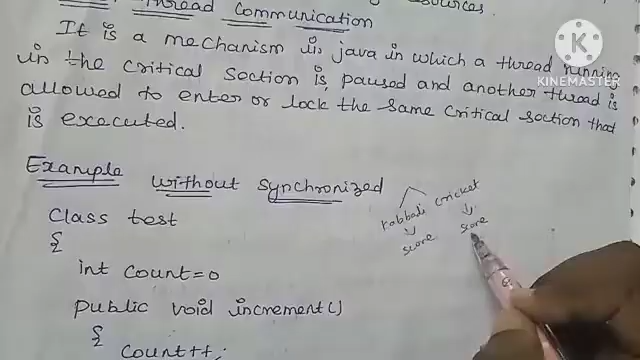 Thread Communication
It is a mechanism in java in which a thread running
in the critical section is paused and another thread is
allowed to enter or lock the same critical section that
is executed.
Example without synchronized
kabbadi cricket
score score
Class test
{
int count=0
public void increment()
{
Count++;
KINEMASTER